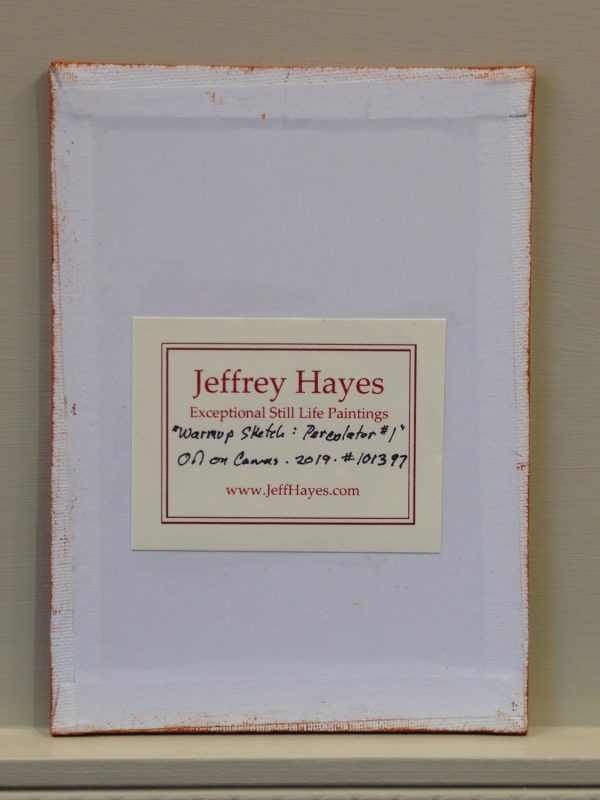 Jeffrey Hayes
Exceptional Still Life Paintings
"Warmup Sketch: Percolator #1"
Oil on Canvas. 2019. #101397
www.JeffHayes.com